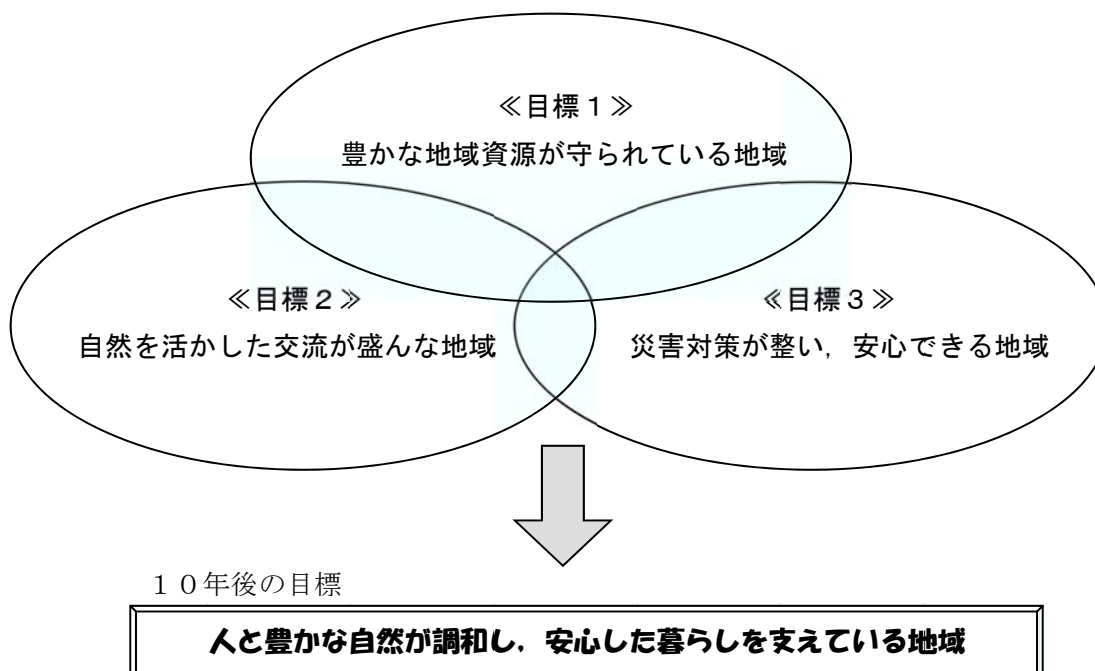 ≪目標１≫
豊かな地域資源が守られている地域
≪目標２≫
自然を活かした交流が盛んな地域
≪目標３≫
災害対策が整い，安心できる地域
１０年後の目標
人と豊かな自然が調和し，安心した暮らしを支えている地域